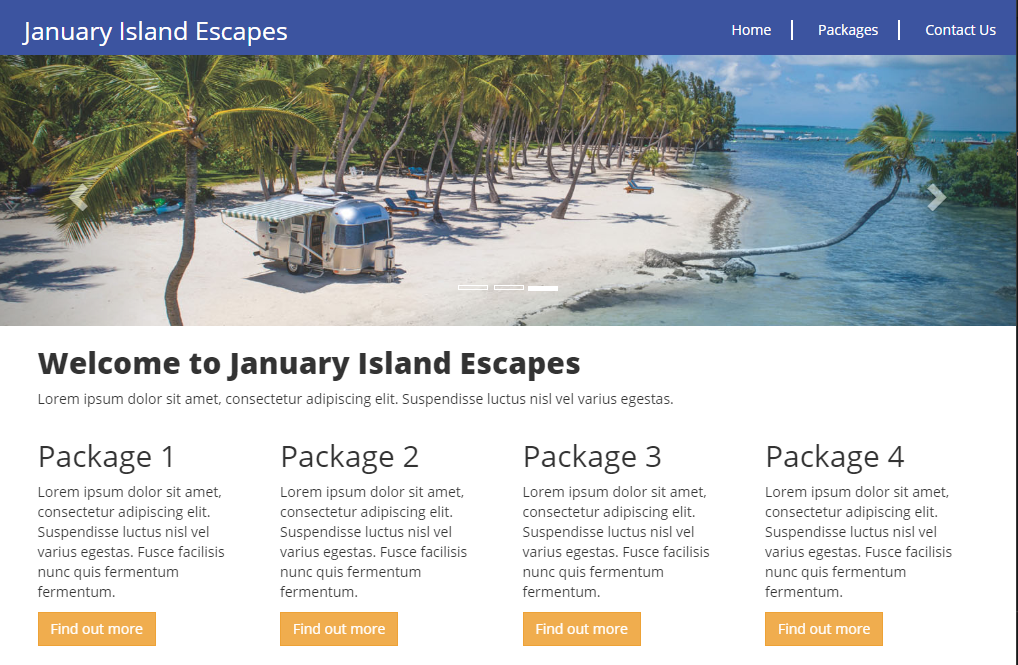 January Island Escapes
Home
Packages
Contact Us
Welcome to January Island Escapes
Lorem ipsum dolor sit amet, consectetur adipiscing elit. Suspendisse luctus nisl vel varius egestas.
Package 1
Lorem ipsum dolor sit amet,
consectetur adipiscing elit.
Suspendisse luctus nisl vel
varius egestas. Fusce facilisis
nunc quis fermentum
fermentum.
Find out more
Package 2
Lorem ipsum dolor sit amet,
consectetur adipiscing elit.
Suspendisse luctus nisl vel
varius egestas. Fusce facilisis
nunc quis fermentum
fermentum.
Find out more
Package 3
Lorem ipsum dolor sit amet,
consectetur adipiscing elit.
Suspendisse luctus nisl vel
varius egestas. Fusce facilisis
nunc quis fermentum
fermentum.
Find out more
Package 4
Lorem ipsum dolor sit amet,
consectetur adipiscing elit.
Suspendisse luctus nisl vel
varius egestas. Fusce facilisis
nunc quis fermentum
fermentum.
Find out more